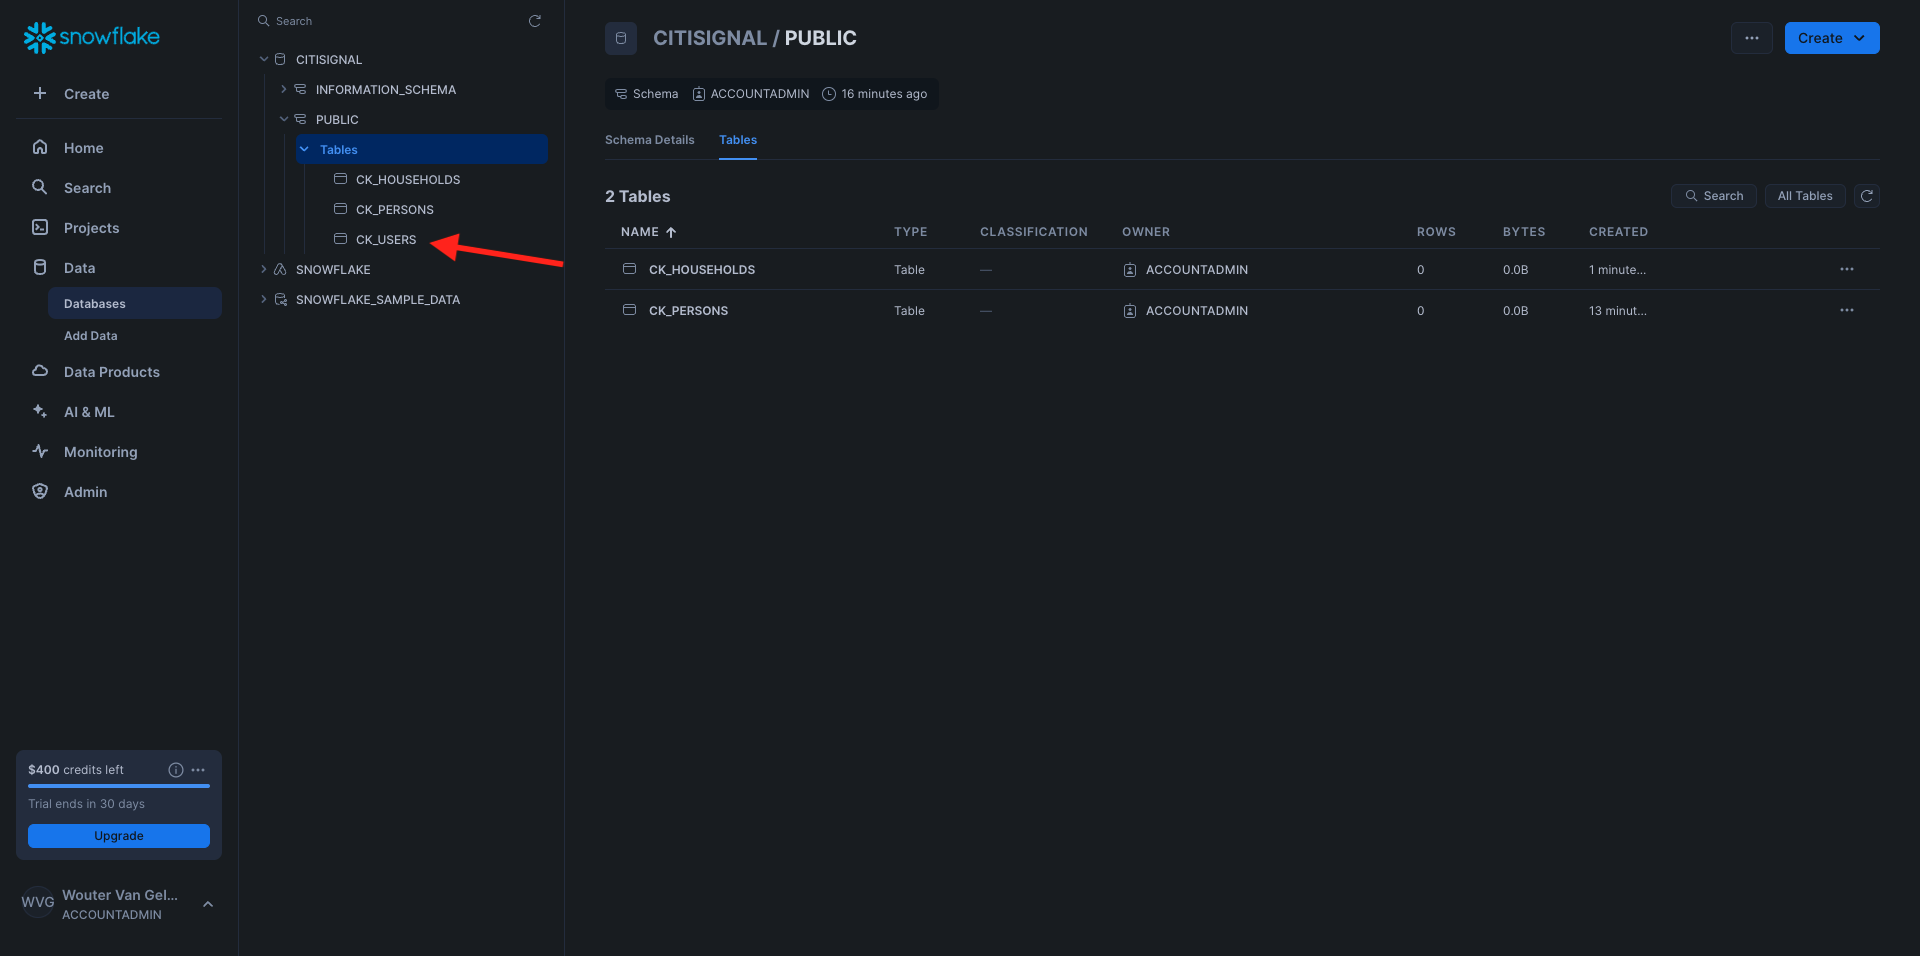 snowflake
Create
Home
Search
Projects
Data
Databases
Add Data
Data Products
AI & ML
Monitoring
Admin
$400 credits left
Trial ends in 30 days
Upgrade
WVG
Wouter Van Gel...
ACCOUNTADMIN
Search
CITISIGNAL
INFORMATION_SCHEMA
PUBLIC
Tables
CK_HOUSEHOLDS
CK_PERSONS
CK_USERS
SNOWFLAKE
SNOWFLAKE_SAMPLE_DATA
CITISIGNAL / PUBLIC
Create
Schema ACCOUNTADMIN 16 minutes ago
Schema Details Tables
2 Tables
Search All Tables
NAME TYPE CLASSIFICATION OWNER ROWS BYTES CREATED
CK_HOUSEHOLDS Table — ACCOUNTADMIN 0 0.0B 1 minute...
CK_PERSONS Table — ACCOUNTADMIN 0 0.0B 13 minut...